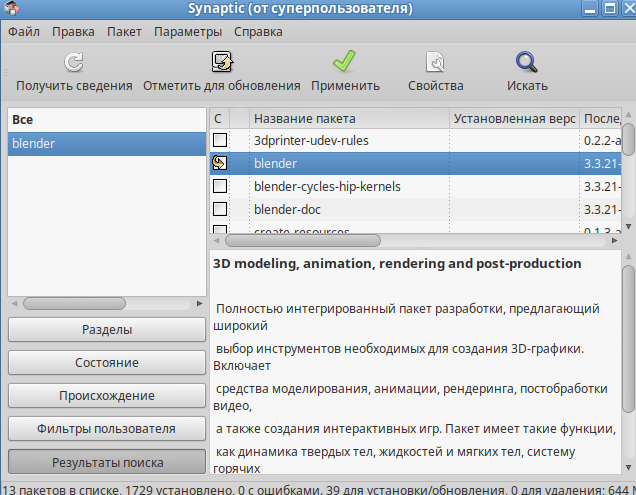 Synaptic (от суперпользователя)
Файл Правка Пакет Параметры Справка
Получить сведения Отметить для обновления Применить Свойства Искать
Все
blender
С Название пакета Установленная верс Послед
3dprinter-udev-rules 0.2.2-a
blender 3.3.21-
blender-cycles-hip-kernels 3.3.21-
blender-doc 3.3.21-
create-resources 0.1.3-a
3D modeling, animation, rendering and post-production
Полностью интегрированный пакет разработки, предлагающий
широкий
выбор инструментов необходимых для создания 3D-графики.
Включает
средства моделирования, анимации, рендеринга, постобработки
видео,
а также создания интерактивных игр. Пакет имеет такие функции,
как динамика твердых тел, жидкостей и мягких тел, систему
горячих
Разделы
Состояние
Происхождение
Фильтры пользователя
Результаты поиска
13 пакетов в списке, 1729 установлено, 0 с ошибками, 39 для установки/обновления, 0 для удаления; 644 М